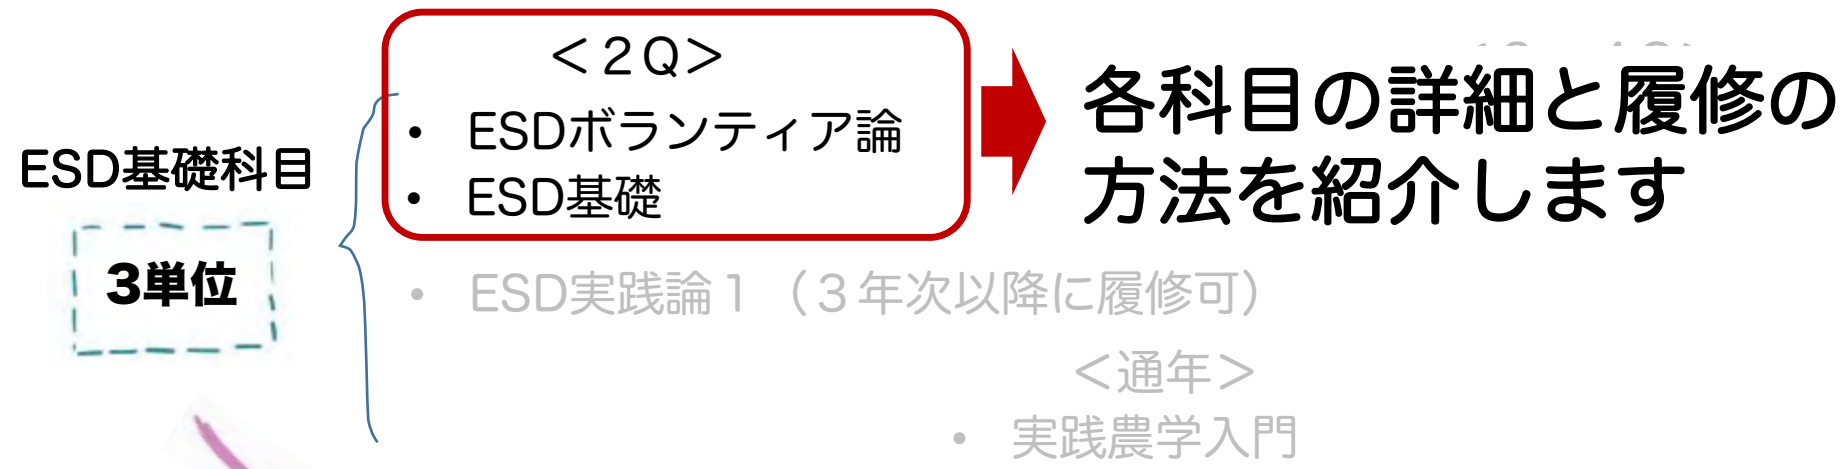 ＜２Q＞
• ESDボランティア論
• ESD基礎
各科目の詳細と履修の
方法を紹介します
ESD基礎科目
3単位
• ESD実践論１（３年次以降に履修可）
＜通年＞
• 実践農学入門